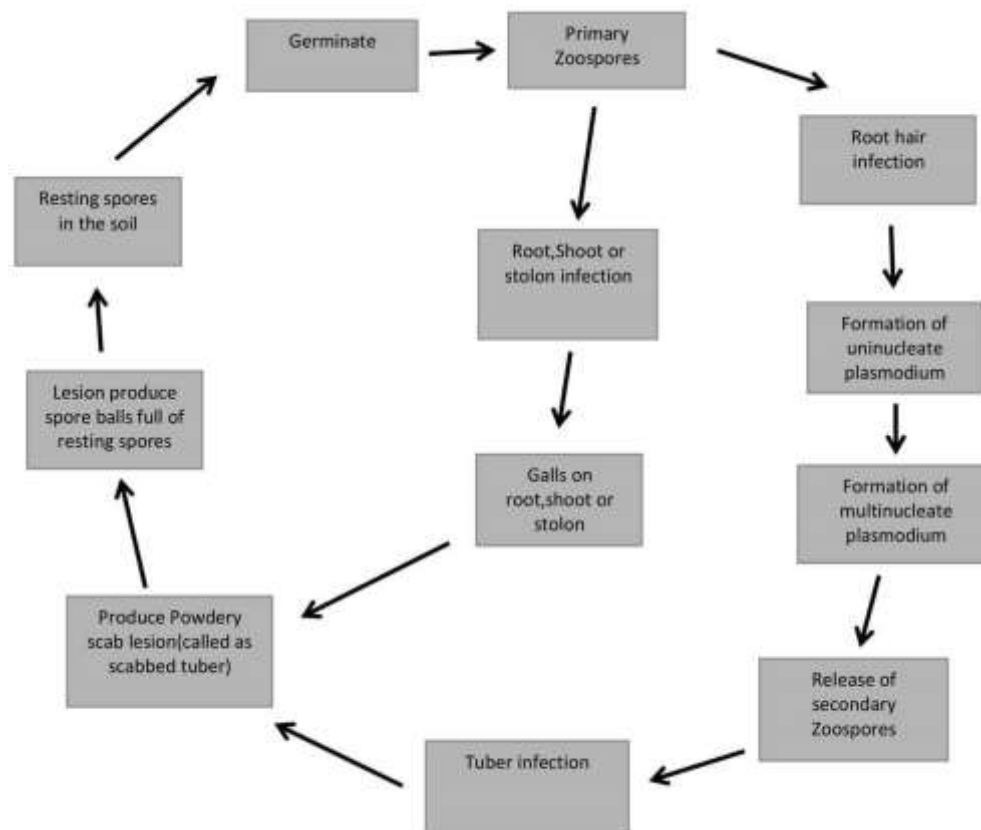 Germinate
Primary
Zoospores
Root hair
infection
Resting spores
in the soil
Root,Shoot or
stolon infection
Formation of
uninucleate
plasmodium
Lesion produce
spore balls full of
resting spores
Galls on
root,shoot or
stolon
Formation of
multinucleate
plasmodium
Produce Powdery
scab lesion(called as
scabbed tuber)
Release of
secondary
Zoospores
Tuber infection